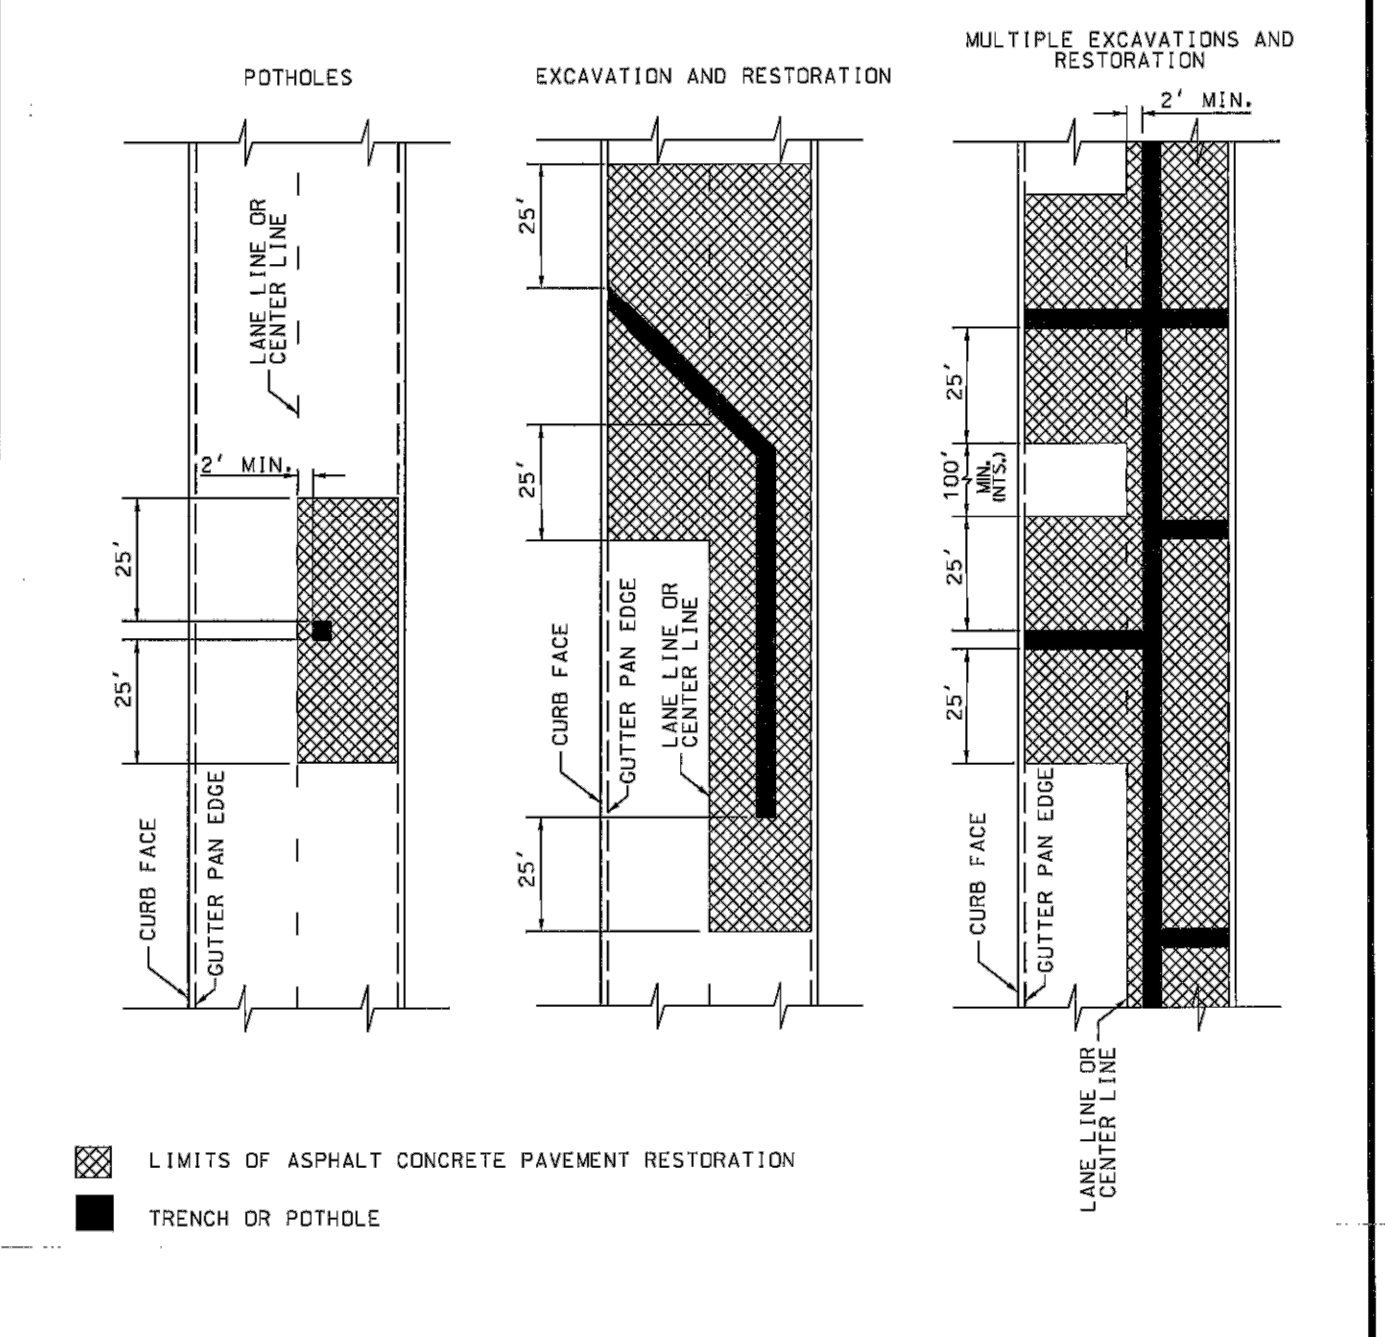 POTHOLES
EXCAVATION AND RESTORATION
MULTIPLE EXCAVATIONS AND
RESTORATION
2' MIN.
LANE LINE OR
CENTER LINE
2' MIN.
25'
25'
CURB FACE
GUTTER PAN EDGE
25'
25'
25'
CURB FACE
GUTTER PAN EDGE
LANE LINE OR
CENTER LINE
25'
100'
MIN.
(NTS.)
25'
25'
CURB FACE
GUTTER PAN EDGE
LANE LINE OR
CENTER LINE
LIMITS OF ASPHALT CONCRETE PAVEMENT RESTORATION
TRENCH OR POTHOLE